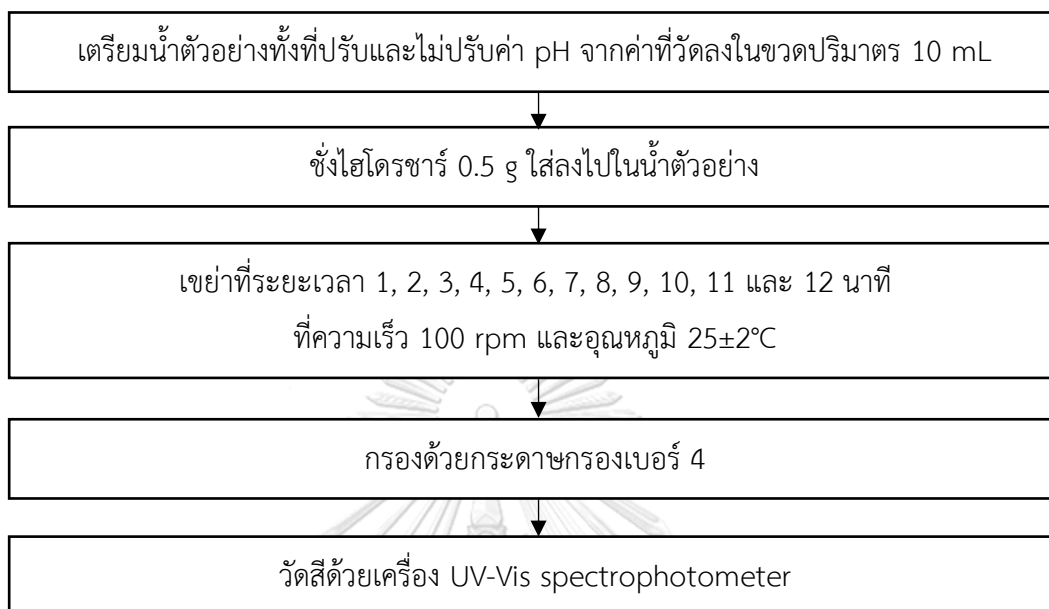 เตรียมน้ำตัวอย่างทั้งที่ปรับและไม่ปรับค่า pH จากค่าที่วัดลงในขวดปริมาตร 10 mL
ชั่งไฮโดรชาร์ 0.5 g ใส่ลงไปในน้ำตัวอย่าง
เขย่าที่ระยะเวลา 1, 2, 3, 4, 5, 6, 7, 8, 9, 10, 11 และ 12 นาที
ที่ความเร็ว 100 rpm และอุณหภูมิ 25±2°C
กรองด้วยกระดาษกรองเบอร์ 4
วัดสีด้วยเครื่อง UV-Vis spectrophotometer